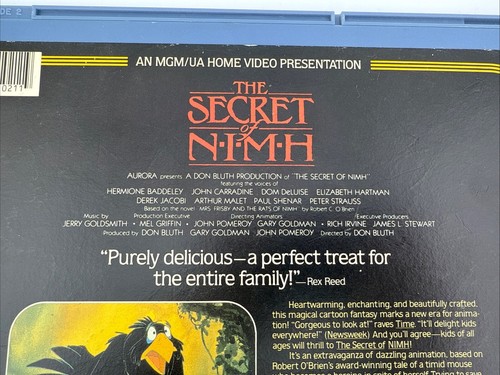 DE 2
0211
AN MGM/UA HOME VIDEO PRESENTATION
THE
SECRET
of
N·I·M·H
AURORA presents A DON BLUTH PRODUCTION of "THE SECRET OF NIMH"
featuring the voices of
HERMIONE BADDELEY JOHN CARRADINE DOM DeLUISE ELIZABETH HARTMAN
DEREK JACOBI ARTHUR MALET PAUL SHENAR PETER STRAUSS
Based on the novel "MRS. FRISBY AND THE RATS OF NIMH" by Robert C. O'Brien
Music by Production Executive Directing Animators Executive Producers
JERRY GOLDSMITH • MEL GRIFFIN • JOHN POMEROY GARY GOLDMAN • RICH IRVINE JAMES L. STEWART
Produced by DON BLUTH GARY GOLDMAN JOHN POMEROY Directed by DON BLUTH
"Purely delicious—a perfect treat for
the entire family!"—Rex Reed
Heartwarming, enchanting, and beautifully crafted,
this magical cartoon fantasy marks a new era for anima-
tion! "Gorgeous to look at!" raves Time. "It'll delight kids
everywhere!" (Newsweek) And you'll agree—kids of all
ages will thrill to The Secret of NIMH!
It's an extravaganza of dazzling animation, based on
Robert O'Brien's award-winning tale of a timid mouse